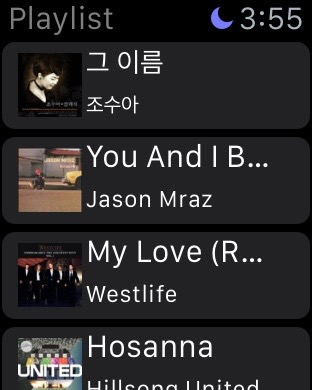 Playlist 3:55
그 이름
조수아
You And I B...
JASON MRAZ
Jason Mraz
My Love (R...
WESTLIFE
Westlife
Hosanna
UNITED
Hillsong United